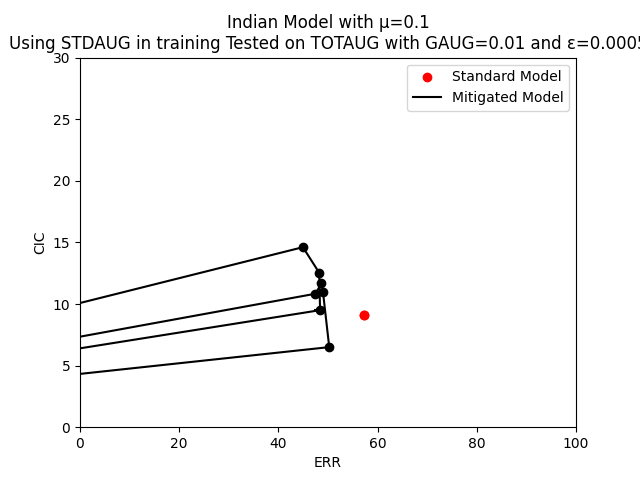 Indian Model with μ=0.1
Using STDAUG in training Tested on TOTAUG with GAUG=0.01 and ε=0.0005
Standard Model
Mitigated Model
30
25
20
15
10
5
0
CIC
0 20 40 60 80 100
ERR